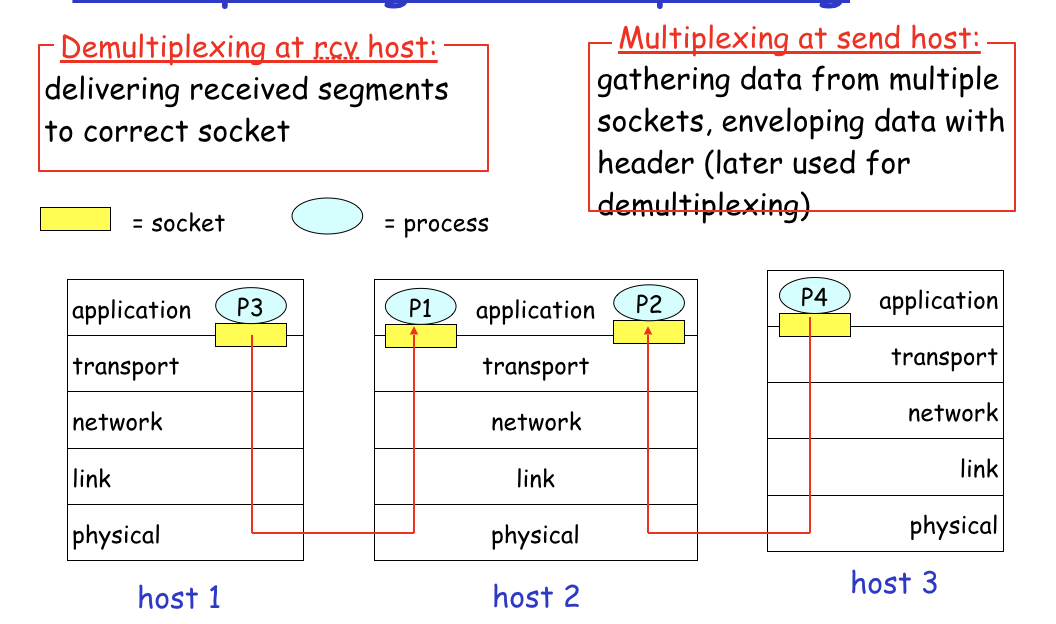 Demultiplexing at rcv host:
delivering received segments
to correct socket
Multiplexing at send host:
gathering data from multiple
sockets, enveloping data with
header (later used for
demultiplexing)
= socket
= process
application
P3
transport
network
link
physical
host 1
P1
application
P2
transport
network
link
physical
host 2
P4
application
transport
network
link
physical
host 3